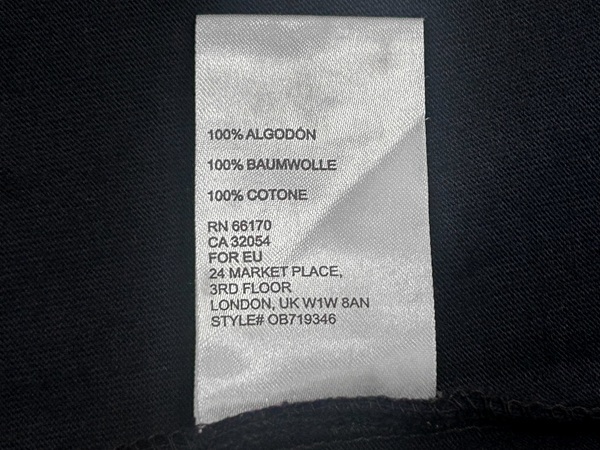 100% ALGODÓN
100% BAUMWOLLE
100% COTONE
RN 66170
CA 32054
FOR EU
24 MARKET PLACE,
3RD FLOOR
LONDON, UK W1W 8AN
STYLE# OB719346